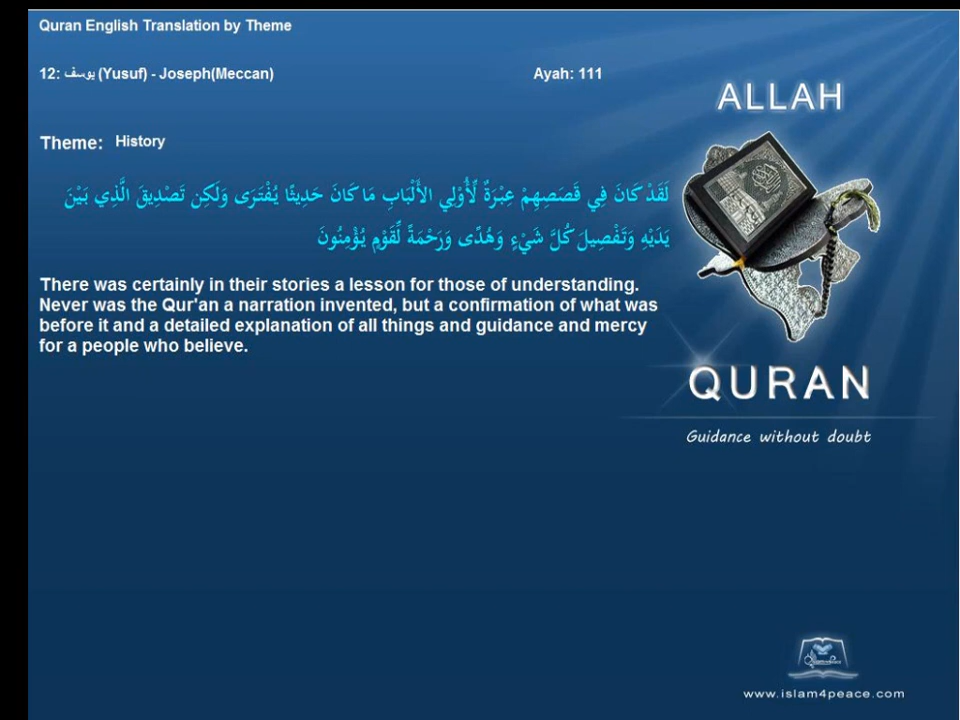 Quran English Translation by Theme
12: يوسف (Yusuf) - Joseph(Meccan) Ayah: 111
ALLAH
Theme: History
لَقَدْ كَانَ فِي قَصَصِهِمْ عِبْرَةٌ لِّأُوْلِي الأَلْبَابِ مَا كَانَ حَدِيثًا يُفْتَرَى وَلَكِن تَصْدِيقَ الَّذِي بَيْنَ
يَدَيْهِ وَتَفْصِيلَ كُلَّ شَيْءٍ وَهُدًى وَرَحْمَةً لِّقَوْمٍ يُؤْمِنُونَ
There was certainly in their stories a lesson for those of understanding.
Never was the Qur'an a narration invented, but a confirmation of what was
before it and a detailed explanation of all things and guidance and mercy
for a people who believe.
QURAN
Guidance without doubt
www.islam4peace.com